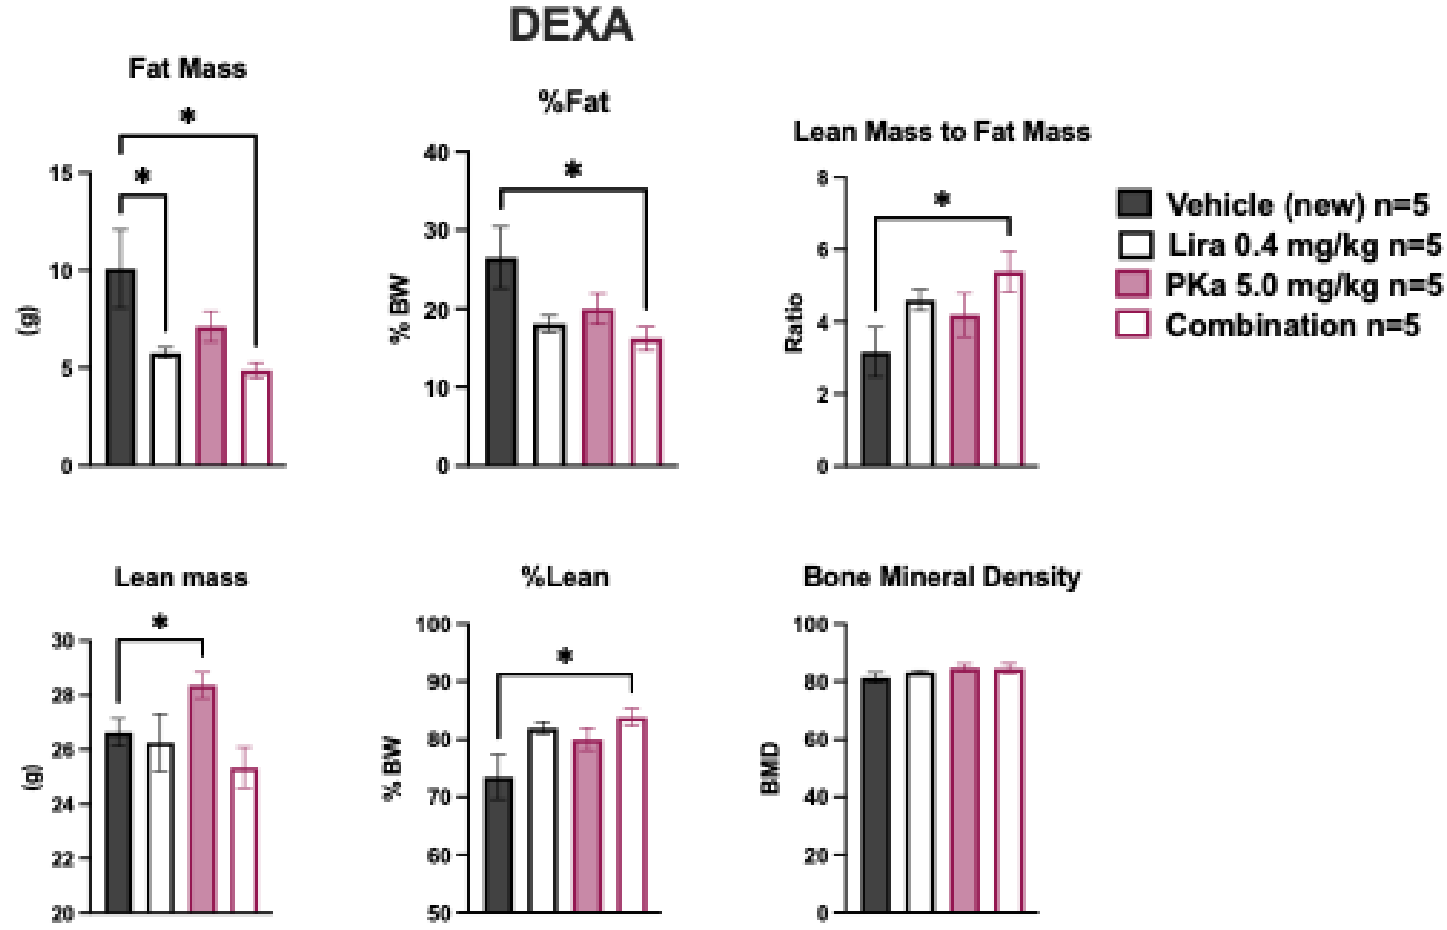 DEXA
Fat Mass
*
*
15
10
5
0
(g)
%Fat
*
40
30
20
10
0
% BW
Lean Mass to Fat Mass
*
8
6
4
2
0
Ratio
Vehicle (new) n=5
Lira 0.4 mg/kg n=5
PKa 5.0 mg/kg n=5
Combination n=5
Lean mass
*
30
28
26
24
22
20
(g)
%Lean
*
100
90
80
70
60
50
% BW
Bone Mineral Density
100
80
60
40
20
0
BMD